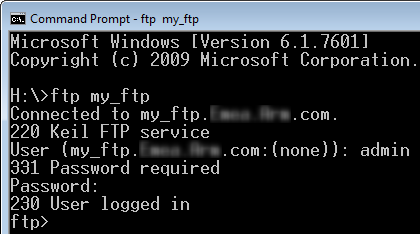 Command Prompt - ftp my_ftp
Microsoft Windows [Version 6.1.7601]
Copyright (c) 2009 Microsoft Corporation.
H:\>ftp my_ftp
Connected to my_ftp. .com.
220 Keil FTP service
User (my_ftp. .com:(none)): admin
331 Password required
Password:
230 User logged in
ftp>